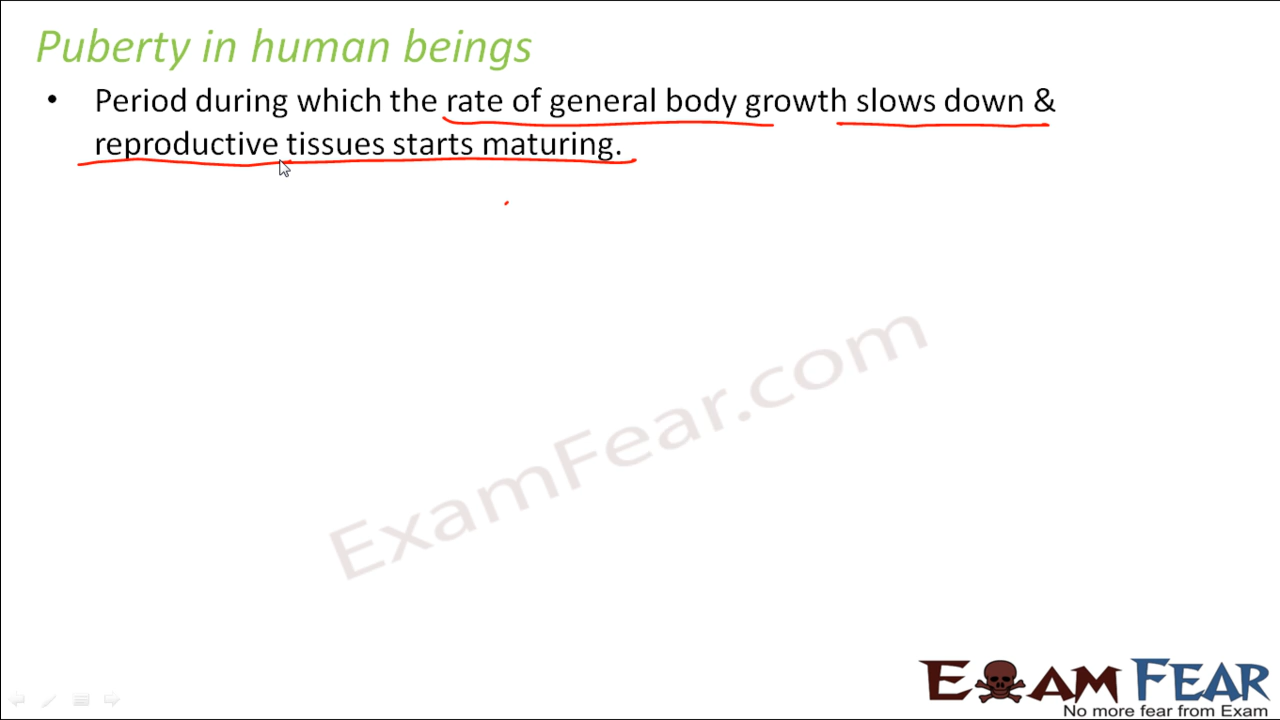 Puberty in human beings
• Period during which the rate of general body growth slows down &
reproductive tissues starts maturing.
ExamFear.com
EXAM FEAR
No more fear from Exam